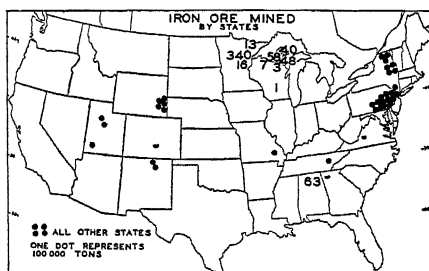 IRON ORE MINED
BY STATES
13
340
16
40
58
48
7
3
1
63
ALL OTHER STATES
ONE DOT REPRESENTS
100 000 TONS